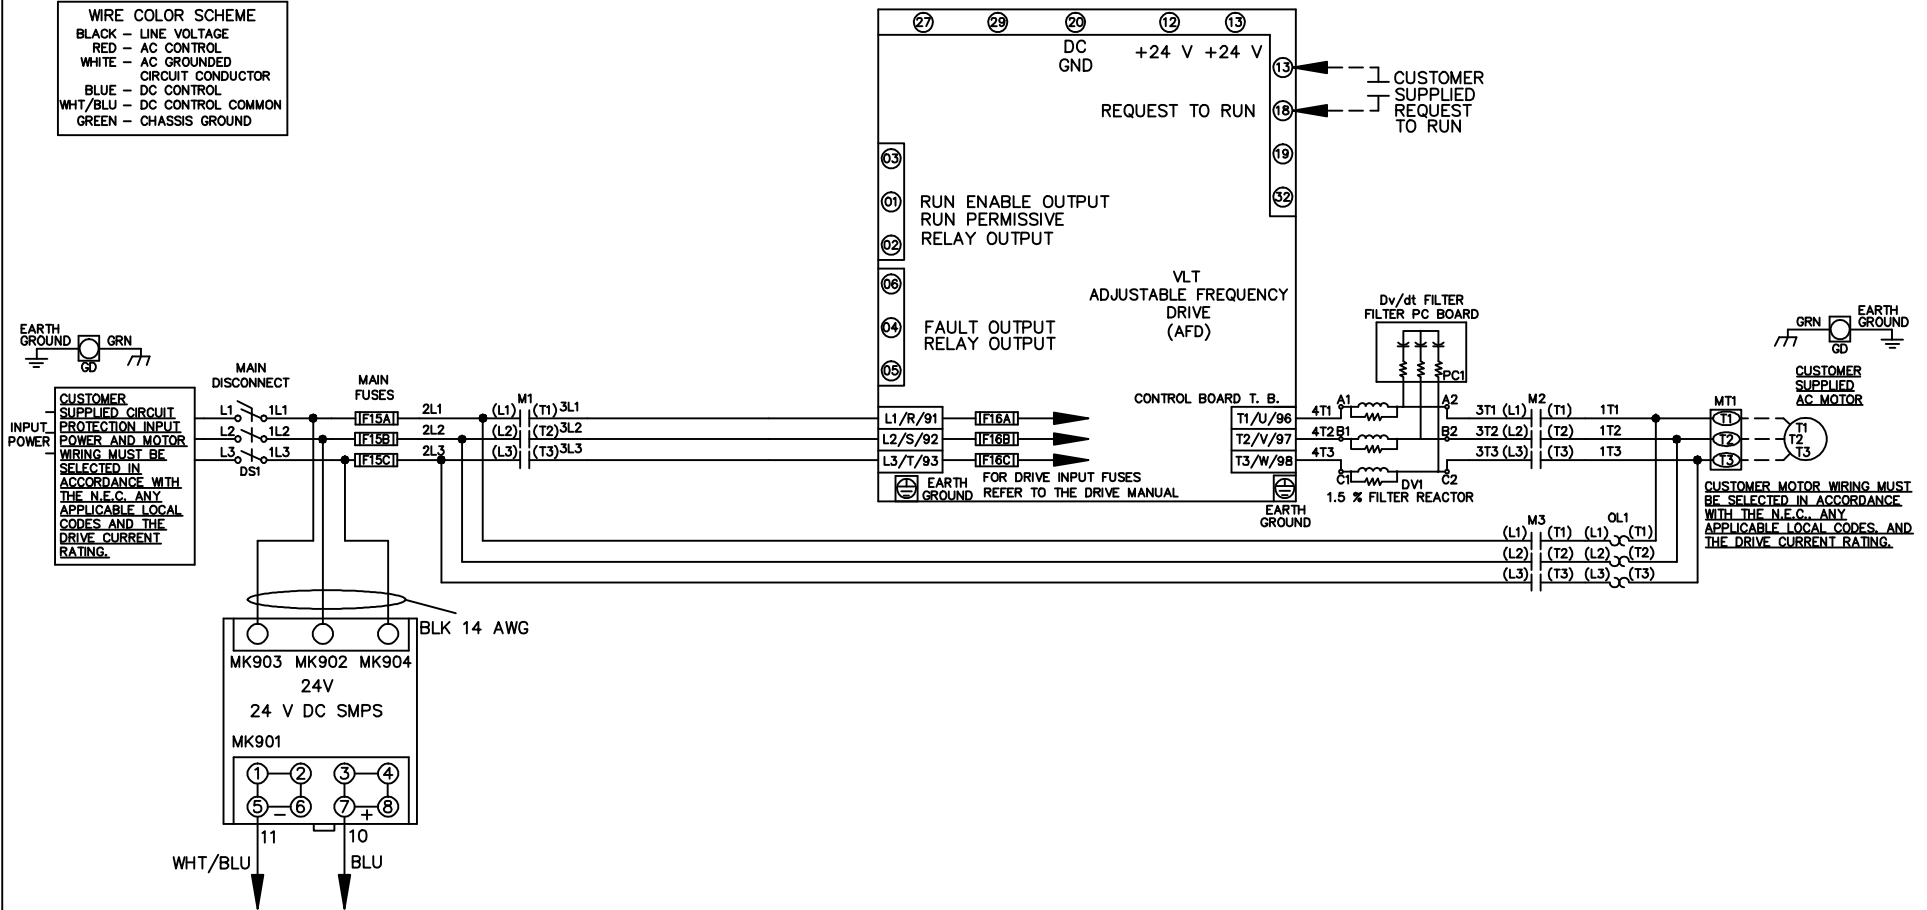 WIRE COLOR SCHEME
BLACK – LINE VOLTAGE
RED – AC CONTROL
WHITE – AC GROUNDED
CIRCUIT CONDUCTOR
BLUE – DC CONTROL
WHT/BLU – DC CONTROL COMMON
GREEN – CHASSIS GROUND
27 29 20 12 13
DC
GND
+24 V +24 V
13
18
19
32
REQUEST TO RUN
CUSTOMER
SUPPLIED
REQUEST
TO RUN
03
01
02
RUN ENABLE OUTPUT
RUN PERMISSIVE
RELAY OUTPUT
06
04
05
FAULT OUTPUT
RELAY OUTPUT
VLT
ADJUSTABLE FREQUENCY
DRIVE
(AFD)
Dv/dt FILTER
FILTER PC BOARD
PC1
EARTH
GROUND
GRN
GD
GRN
EARTH
GROUND
GD
CUSTOMER
SUPPLIED
AC MOTOR
INPUT
POWER
CUSTOMER
SUPPLIED CIRCUIT
PROTECTION INPUT
POWER AND MOTOR
WIRING MUST BE
SELECTED IN
ACCORDANCE WITH
THE N.E.C. ANY
APPLICABLE LOCAL
CODES AND THE
DRIVE CURRENT
RATING.
MAIN
DISCONNECT
MAIN
FUSES
L1 1L1 F15A 2L1 (L1) M1 (T1) 3L1
L2 1L2 F15B 2L2 (L2) (T2) 3L2
L3 1L3 F15C 2L3 (L3) (T3) 3L3
DS1
L1/R/91 F16A
L2/S/92 F16B
L3/T/93 F16C
EARTH
GROUND
FOR DRIVE INPUT FUSES
REFER TO THE DRIVE MANUAL
CONTROL BOARD T. B.
T1/U/96 4T1 A1 A2 3T1 (L1) M2 (T1) 1T1
T2/V/97 4T2 B1 B2 3T2 (L2) (T2) 1T2
T3/W/98 4T3 C1 C2 3T3 (L3) (T3) 1T3
DV1
1.5 % FILTER REACTOR
EARTH
GROUND
MT1
T1
T2
T3
T1
T2
T3
CUSTOMER MOTOR WIRING MUST
BE SELECTED IN ACCORDANCE
WITH THE N.E.C., ANY
APPLICABLE LOCAL CODES, AND
THE DRIVE CURRENT RATING.
M3 OL1
(L1) (T1) (L1) (T1)
(L2) (T2) (L2) (T2)
(L3) (T3) (L3) (T3)
BLK 14 AWG
MK903 MK902 MK904
24V
24 V DC SMPS
MK901
1 2 3 4
5 6 7 8
– +
11 10
WHT/BLU BLU